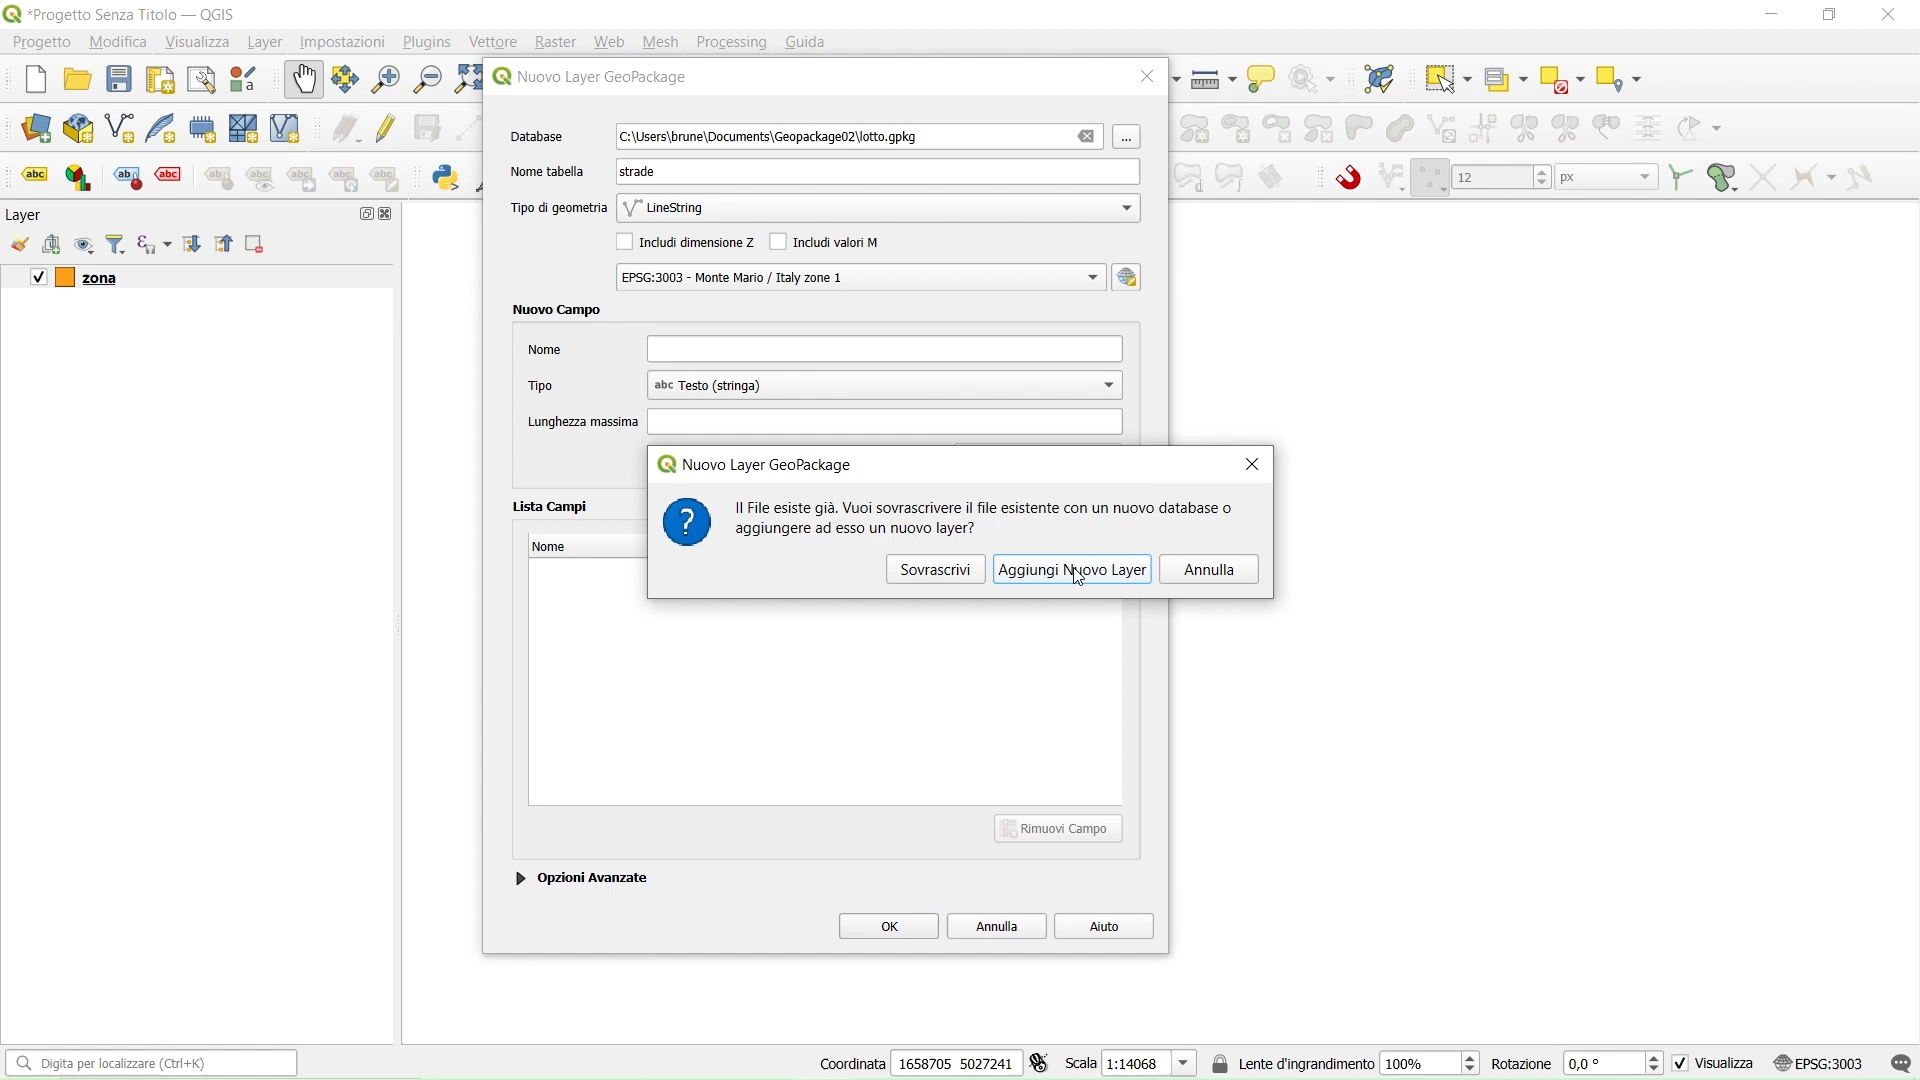 *Progetto Senza Titolo — QGIS
Progetto Modifica Visualizza Layer Impostazioni Plugins Vettore Raster Web Mesh Processing Guida
Nuovo Layer GeoPackage
Database C:\Users\brune\Documents\Geopackage02\lotto.gpkg ...
Nome tabella strade
Tipo di geometria LineString
Includi dimensione Z Includi valori M
EPSG:3003 - Monte Mario / Italy zone 1
Nuovo Campo
Nome
Tipo abc Testo (stringa)
Lunghezza massima
Lista Campi
Nome
Nuovo Layer GeoPackage
Il File esiste già. Vuoi sovrascrivere il file esistente con un nuovo database o
aggiungere ad esso un nuovo layer?
Sovrascrivi Aggiungi Nuovo Layer Annulla
Rimuovi Campo
Opzioni Avanzate
OK Annulla Aiuto
abc abc abc
12 px
Layer
zona
Digita per localizzare (Ctrl+K)
Coordinata 1658705 5027241 Scala 1:14068 Lente d'ingrandimento 100% Rotazione 0,0 ° Visualizza EPSG:3003